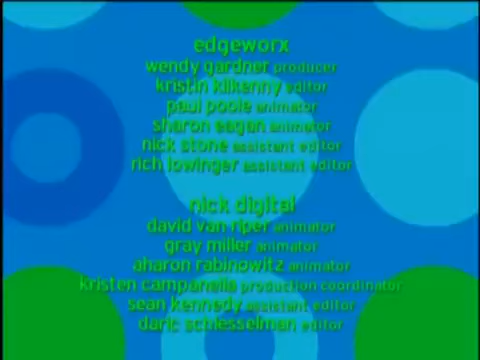 edgeworx
wendy gardner producer
kristin kilkenny editor
paul poole animator
sharon eagan animator
nick stone assistant editor
rich lowinger assistant editor
nick digital
david van riper animator
gray miller animator
aharon rabinowitz animator
kristen campanella production coordinator
sean kennedy assistant editor
daric schlesselman editor